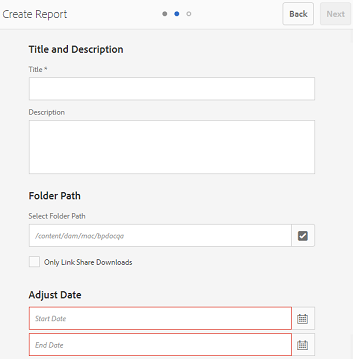 Create Report
Back
Next
Title and Description
Title *
Description
Folder Path
Select Folder Path
/content/dam/mac/bpdacqa
Only Link Share Downloads
Adjust Date
Start Date
End Date